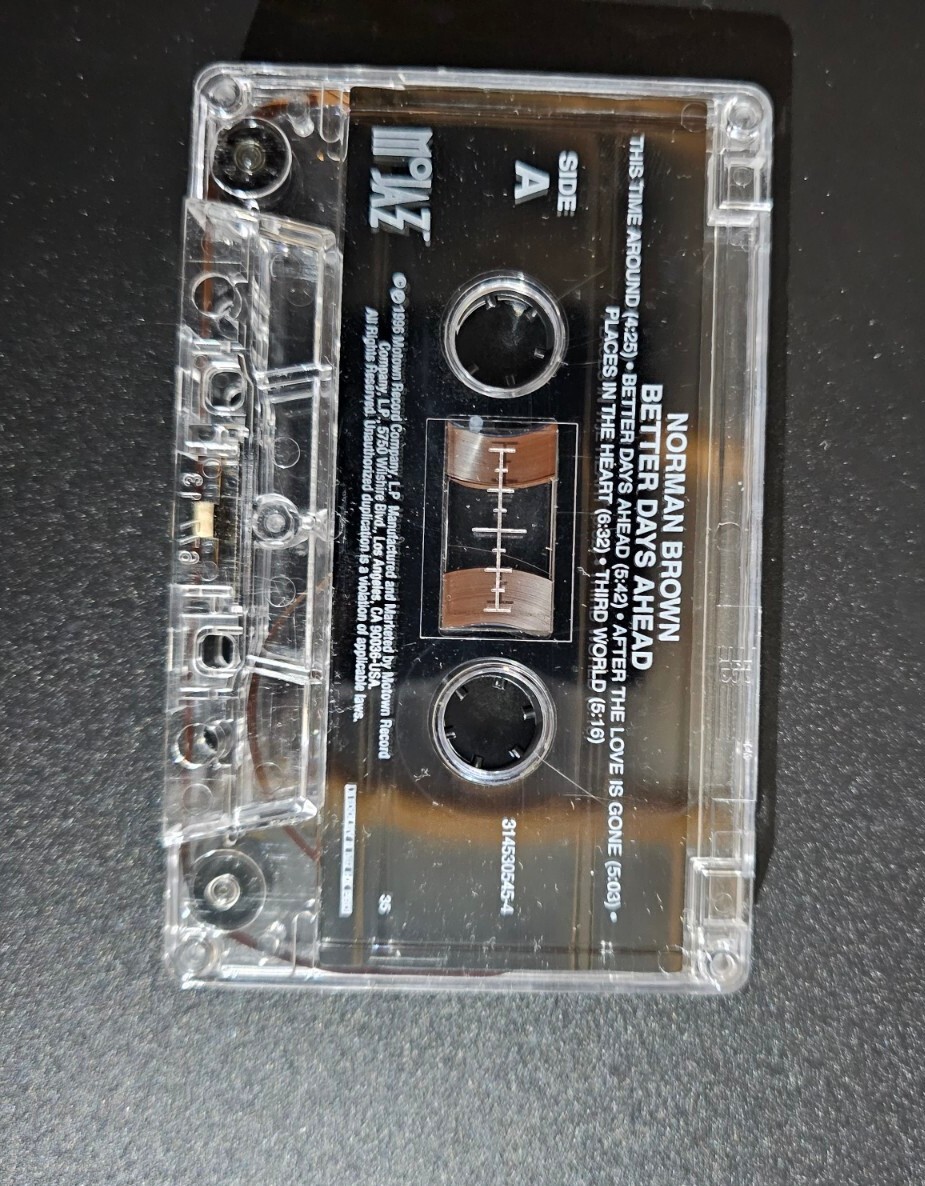 NORMAN BROWN
BETTER DAYS AHEAD
THIS TIME AROUND (4:25) • BETTER DAYS AHEAD (5:42) • AFTER THE LOVE IS GONE (5:03) •
PLACES IN THE HEART (6:32) • THIRD WORLD (5:16)
SIDE
A
314530545-4
MOJAZZ
℗ © 1996 Motown Record Company, L.P. Manufactured and Marketed by Motown Record
Company, L.P., 5750 Wilshire Blvd., Los Angeles, CA 90036-USA.
All Rights Reserved. Unauthorized duplication is a violation of applicable laws.
35